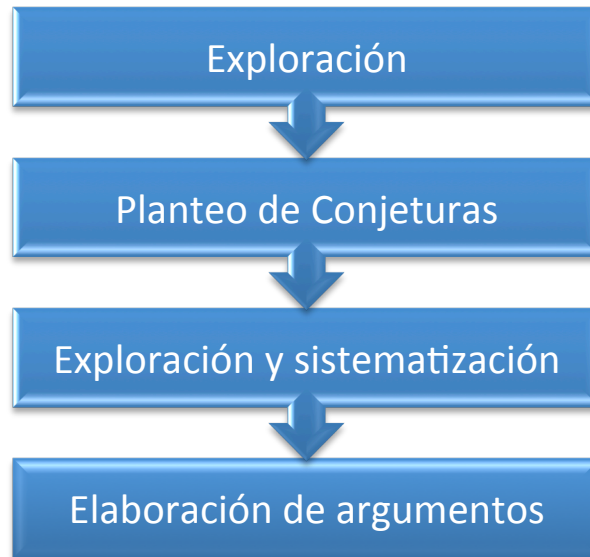 Exploración
Planteo de Conjeturas
Exploración y sistematización
Elaboración de argumentos